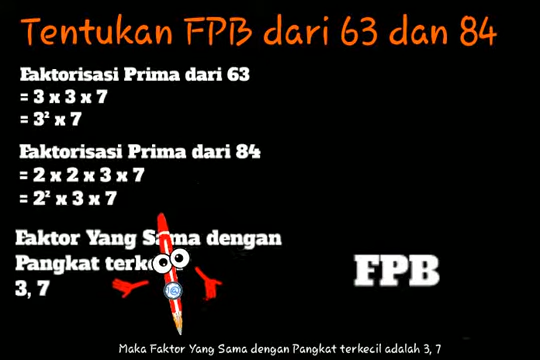 Tentukan FPB dari 63 dan 84
Faktorisasi Prima dari 63
= 3 x 3 x 7
= 3² x 7
Faktorisasi Prima dari 84
= 2 x 2 x 3 x 7
= 2² x 3 x 7
Faktor Yang Sama dengan
Pangkat
3, 7
FPB
Maka Faktor Yang Sama dengan Pangkat terkecil adalah 3, 7